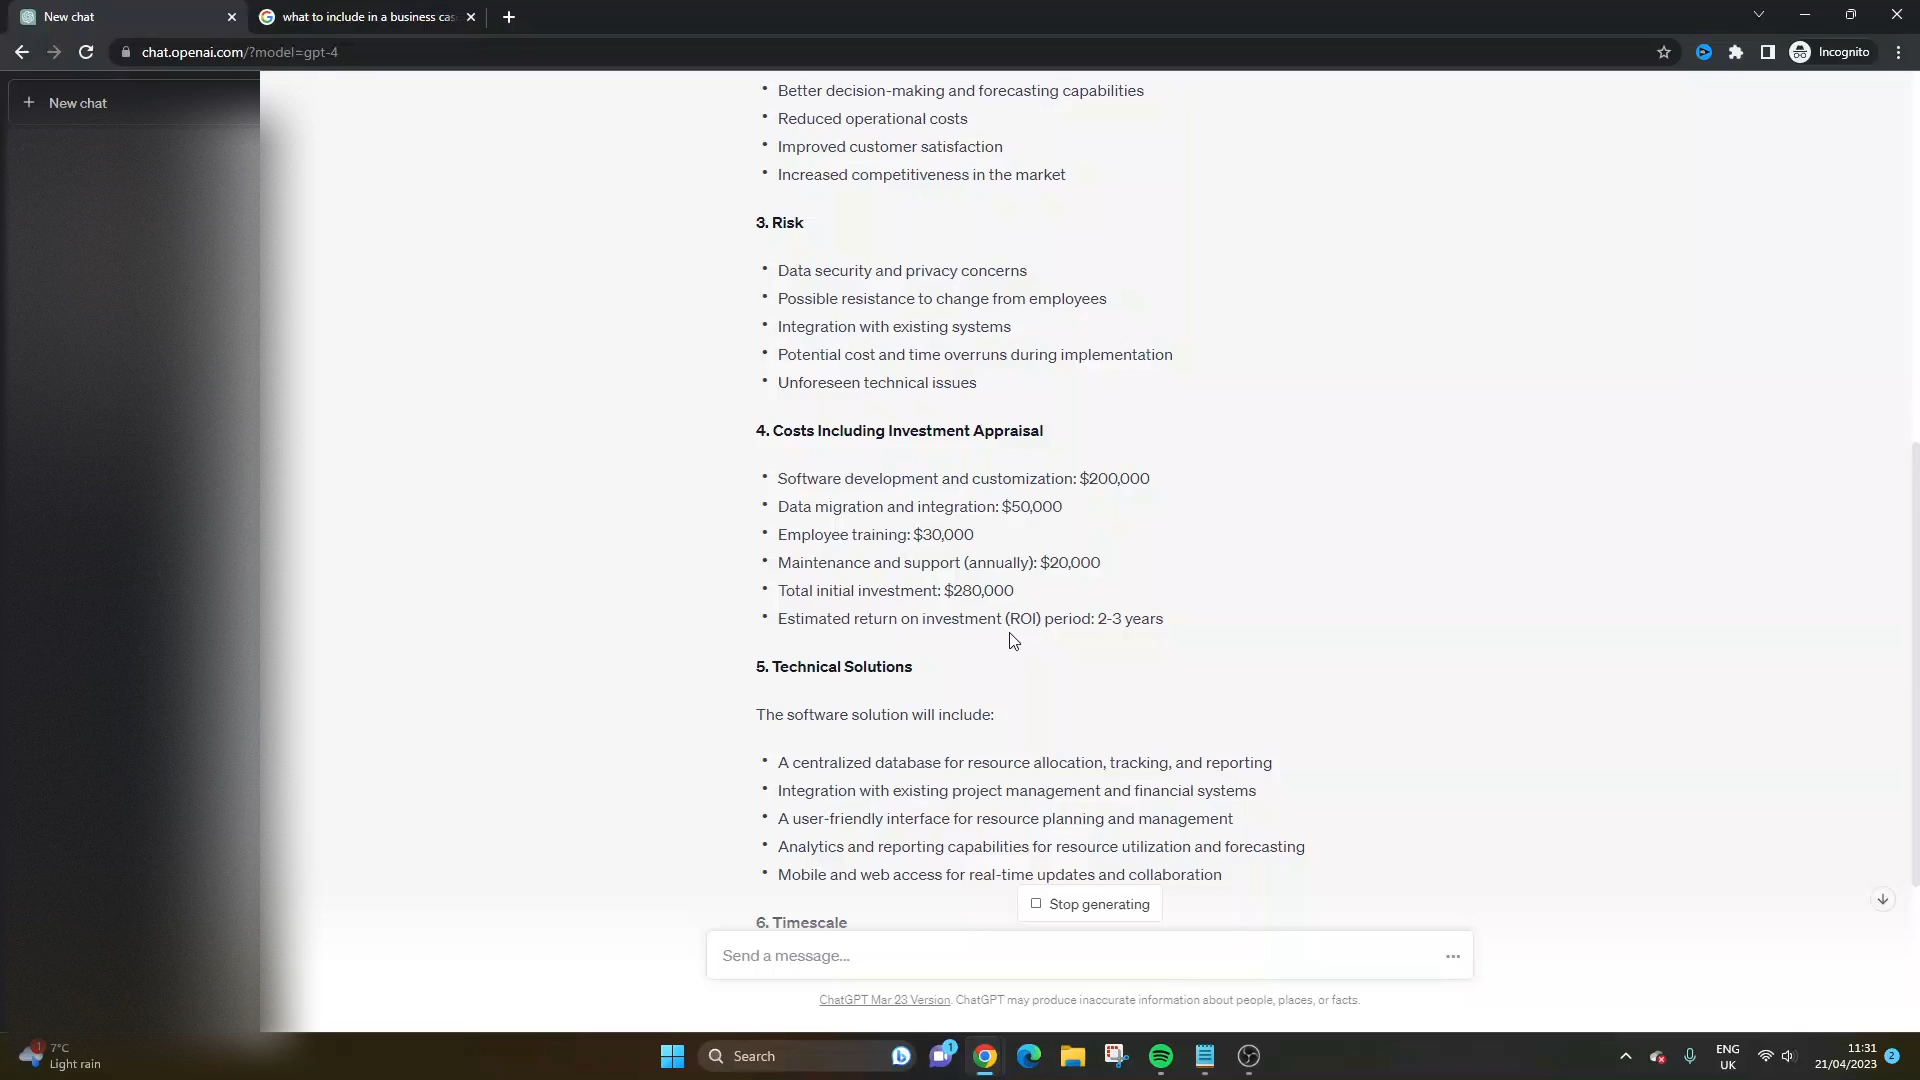 New chat
what to include in a business cas
chat.openai.com/?model=gpt-4
Incognito
New chat
Better decision-making and forecasting capabilities
Reduced operational costs
Improved customer satisfaction
Increased competitiveness in the market
3. Risk
Data security and privacy concerns
Possible resistance to change from employees
Integration with existing systems
Potential cost and time overruns during implementation
Unforeseen technical issues
4. Costs Including Investment Appraisal
Software development and customization: $200,000
Data migration and integration: $50,000
Employee training: $30,000
Maintenance and support (annually): $20,000
Total initial investment: $280,000
Estimated return on investment (ROI) period: 2-3 years
5. Technical Solutions
The software solution will include:
A centralized database for resource allocation, tracking, and reporting
Integration with existing project management and financial systems
A user-friendly interface for resource planning and management
Analytics and reporting capabilities for resource utilization and forecasting
Mobile and web access for real-time updates and collaboration
Stop generating
6. Timescale
Send a message...
ChatGPT Mar 23 Version. ChatGPT may produce inaccurate information about people, places, or facts.
1
7°C
Light rain
Search
1
ENG
UK
11:31
21/04/2023
2